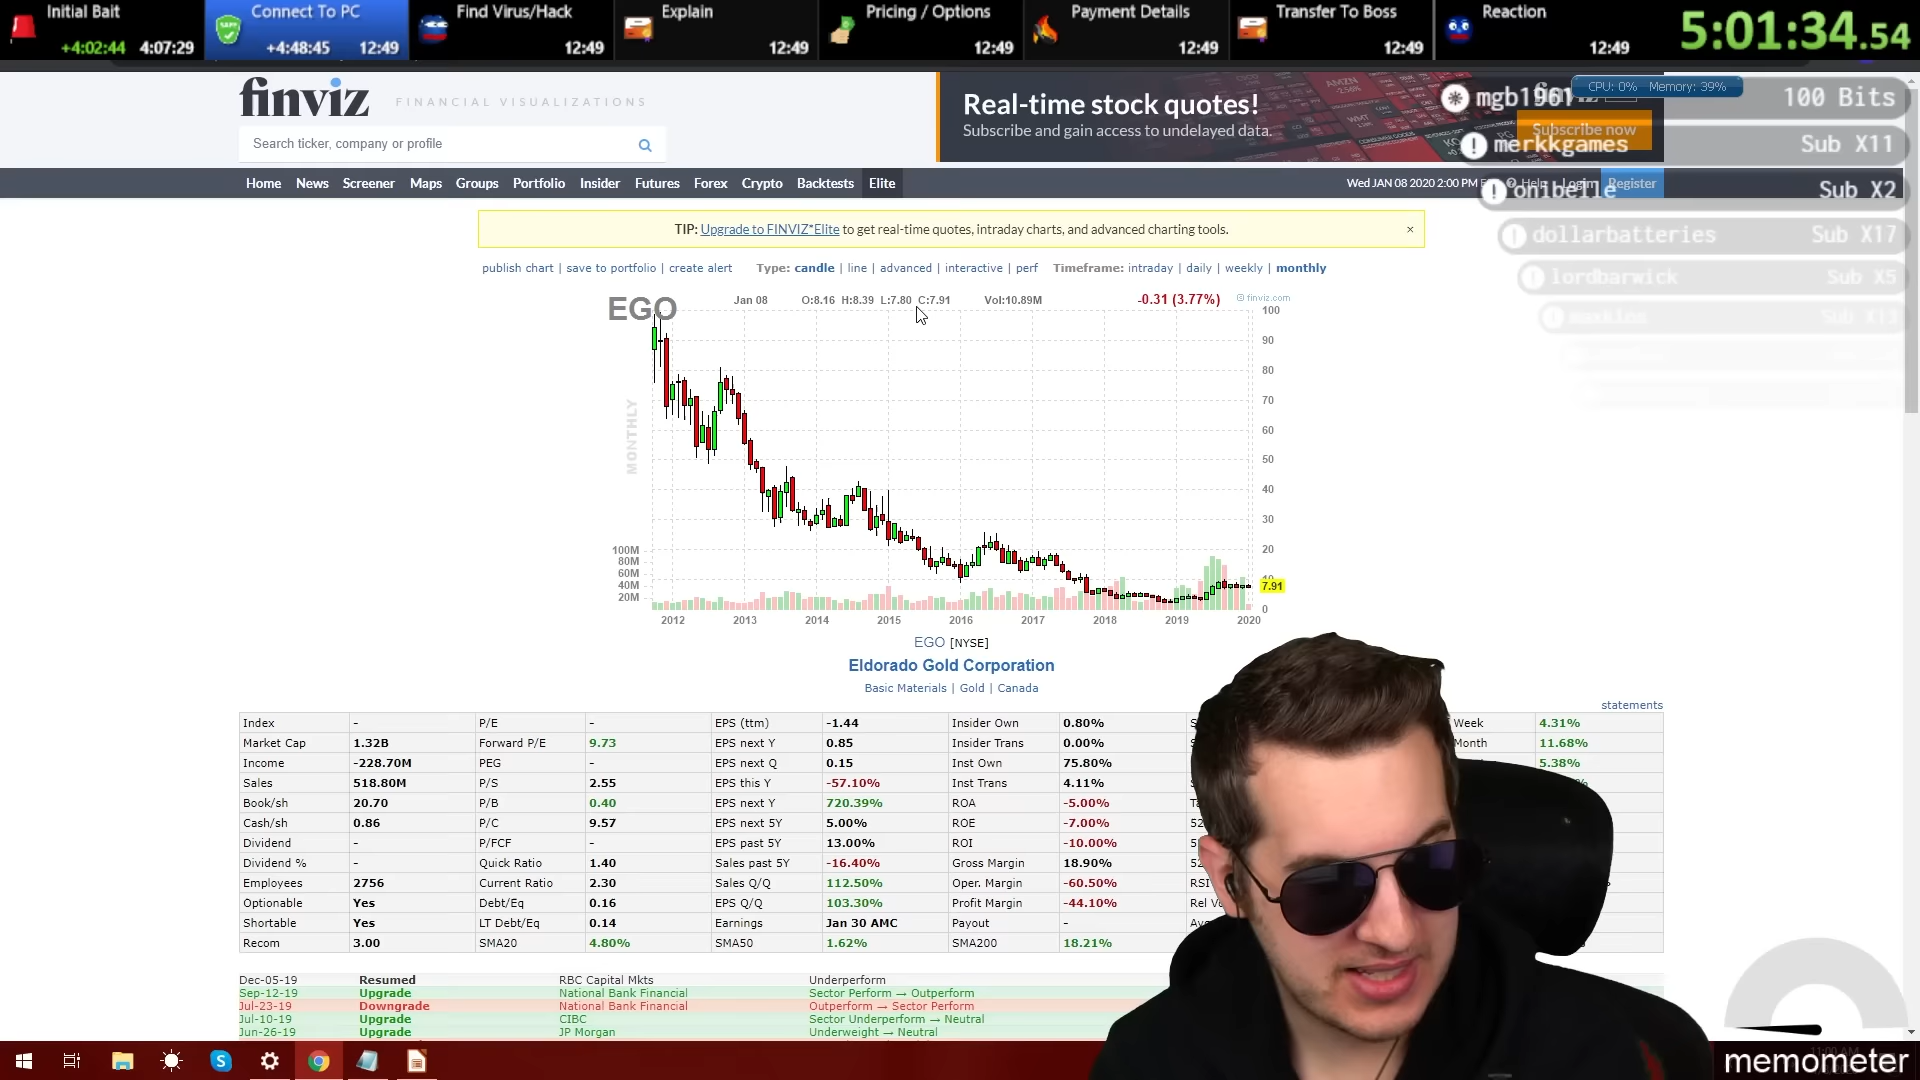 Initial Bait
+4:02:44 4:07:29
Connect To PC
+4:48:45 12:49
Find Virus/Hack
12:49
Explain
12:49
Pricing / Options
12:49
Payment Details
12:49
Transfer To Boss
12:49
Reaction
12:49
5:01:34.54
finviz FINANCIAL VISUALIZATIONS
Search ticker, company or profile
Real-time stock quotes!
Subscribe and gain access to undelayed data.
Subscribe now
CPU: 0% Memory: 39%
mgb1961 100 Bits
merkkgames Sub X11
onibelle Sub X2
dollarbatteries Sub X17
lordbarwick Sub X5
Home News Screener Maps Groups Portfolio Insider Futures Forex Crypto Backtests Elite
Wed JAN 08 2020 2:00 PM Help Login Register
TIP: Upgrade to FINVIZ*Elite to get real-time quotes, intraday charts, and advanced charting tools. ×
publish chart | save to portfolio | create alert Type: candle | line | advanced | interactive | perf Timeframe: intraday | daily | weekly | monthly
EGO Jan 08 O:8.16 H:8.39 L:7.80 C:7.91 Vol:10.89M -0.31 (3.77%) © finviz.com
MONTHLY
100
90
80
70
60
50
40
30
20
10
7.91
0
100M
80M
60M
40M
20M
2012 2013 2014 2015 2016 2017 2018 2019 2020
EGO [NYSE]
Eldorado Gold Corporation
Basic Materials | Gold | Canada
statements
Index - P/E - EPS (ttm) -1.44 Insider Own 0.80% Week 4.31%
Market Cap 1.32B Forward P/E 9.73 EPS next Y 0.85 Insider Trans 0.00% Month 11.68%
Income -228.70M PEG - EPS next Q 0.15 Inst Own 75.80% 5.38%
Sales 518.80M P/S 2.55 EPS this Y -57.10% Inst Trans 4.11%
Book/sh 20.70 P/B 0.40 EPS next Y 720.39% ROA -5.00%
Cash/sh 0.86 P/C 9.57 EPS next 5Y 5.00% ROE -7.00% 52
Dividend - P/FCF - EPS past 5Y 13.00% ROI -10.00%
Dividend % - Quick Ratio 1.40 Sales past 5Y -16.40% Gross Margin 18.90% 52
Employees 2756 Current Ratio 2.30 Sales Q/Q 112.50% Oper. Margin -60.50% RSI
Optionable Yes Debt/Eq 0.16 EPS Q/Q 103.30% Profit Margin -44.10% Rel
Shortable Yes LT Debt/Eq 0.14 Earnings Jan 30 AMC Payout -
Recom 3.00 SMA20 4.80% SMA50 1.62% SMA200 18.21%
Dec-05-19 Resumed RBC Capital Mkts Underperform
Sep-12-19 Upgrade National Bank Financial Sector Perform → Outperform
Jul-23-19 Downgrade National Bank Financial Outperform → Sector Perform
Jul-10-19 Upgrade CIBC Sector Underperform → Neutral
Jun-26-19 Upgrade JP Morgan Underweight → Neutral
memometer